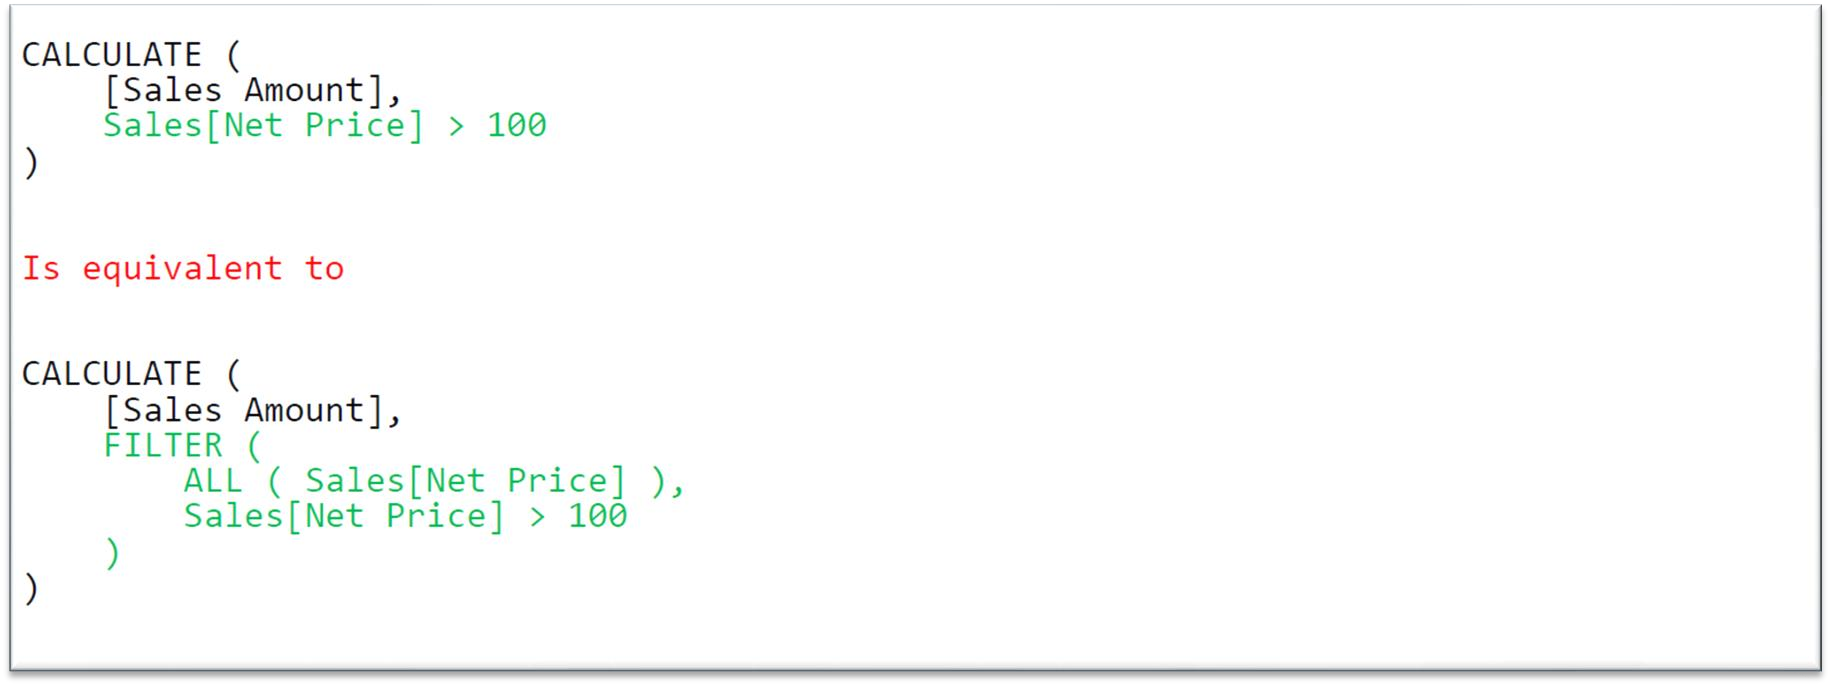 CALCULATE (
    [Sales Amount],
    Sales[Net Price] > 100
)
Is equivalent to
CALCULATE (
    [Sales Amount],
    FILTER (
        ALL ( Sales[Net Price] ),
        Sales[Net Price] > 100
    )
)